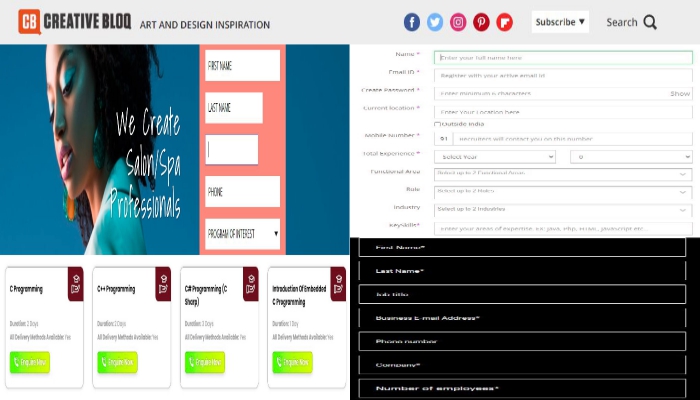 CB CREATIVE BLOQ ART AND DESIGN INSPIRATION
Subscribe ▼
Search
We Create
Salon/Spa
Professionals
FIRST NAME
LAST NAME
PHONE
PROGRAM OF INTEREST
Name *
Enter your full name here
Email ID *
Register with your active email id
Create Password *
Enter minimum 6 characters
Show
Current location *
Enter Your Location here
Outside India
Mobile Number *
91
Recruiters will contact you on this number
Total Experience *
Select Year
0
Functional Area
Select up to 2 Functional Areas
Role
Select up to 2 Roles
Industry
Select up to 2 Industries
Keyskills*
Enter your areas of expertise. Ex: Java, Php, HTML, JavaScript etc..
C Programming
Duration: 2 Days
All Delivery Methods Available: Yes
Enquire Now!
C++ Programming
Duration: 2 Days
All Delivery Methods Available: Yes
Enquire Now
C# Programming (C
Sharp)
Duration: 2 Days
All Delivery Methods Available: Yes
Enquire Now
Introduction Of Embedded
C Programming
Duration: 1 Day
All Delivery Methods Available: Yes
Enquire Now
First Name*
Last Name*
Job title
Business E-mail Address*
Phone number
Company*
Number of employees*